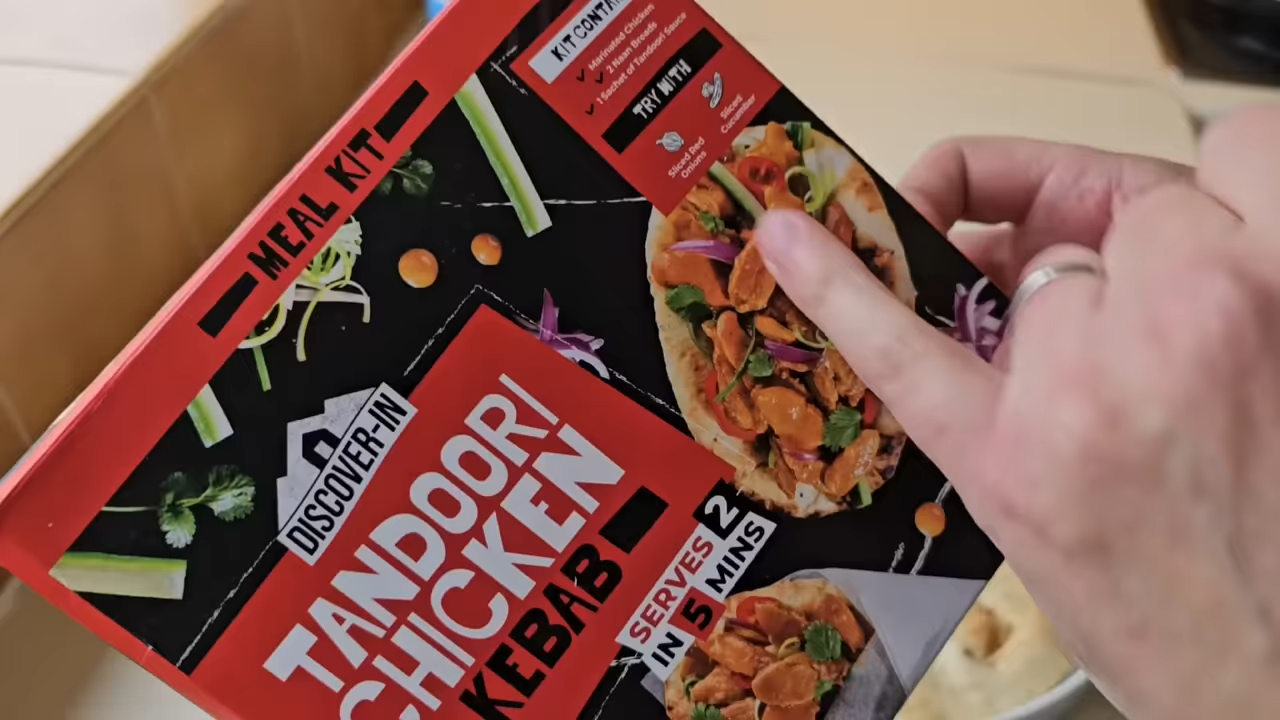 KIT CONTA
✓ Marinated Chicken
✓ 2 Naan Breads
✓ 1 Sachet of Tandoori Sauce
TRY WITH
Sliced Red
Onions
Sliced
Cucumber
MEAL KIT
DISCOVER-IN
TANDOORI
CHICKEN
KEBAB
SERVES 2
IN 5 MINS